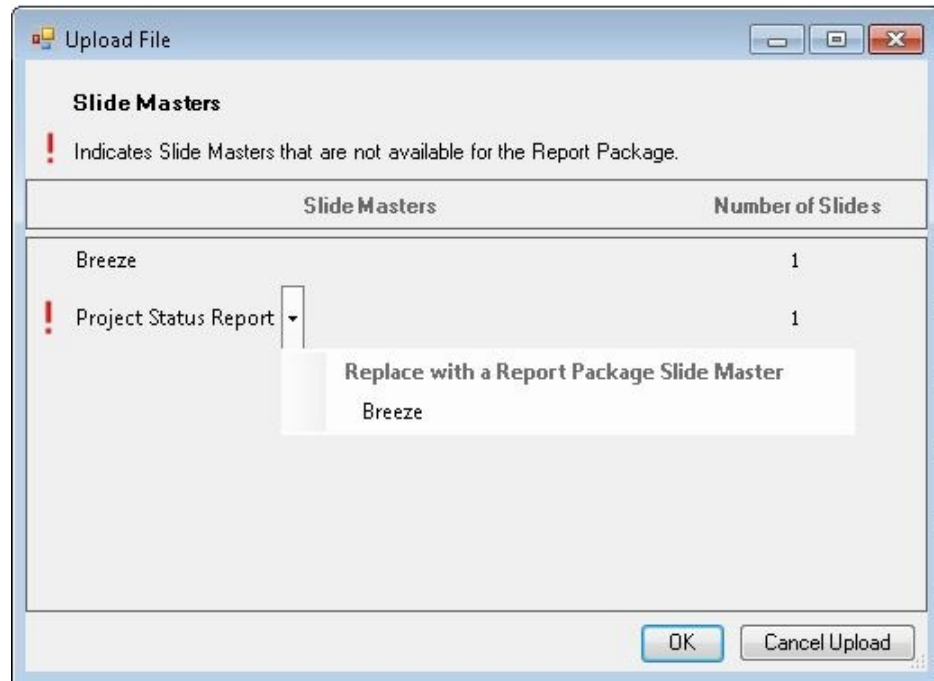 Upload File
Slide Masters
! Indicates Slide Masters that are not available for the Report Package.
Slide Masters Number of Slides
Breeze 1
! Project Status Report 1
Replace with a Report Package Slide Master
Breeze
OK Cancel Upload